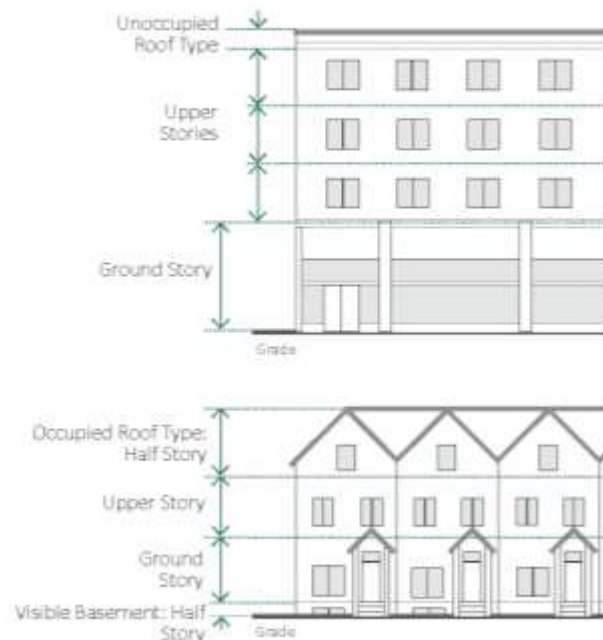 Unoccupied
Roof Type
Upper
Stories
Ground Story
Grade
Occupied Roof Type:
Half Story
Upper Story
Ground
Story
Visible Basement: Half
Story
Grade